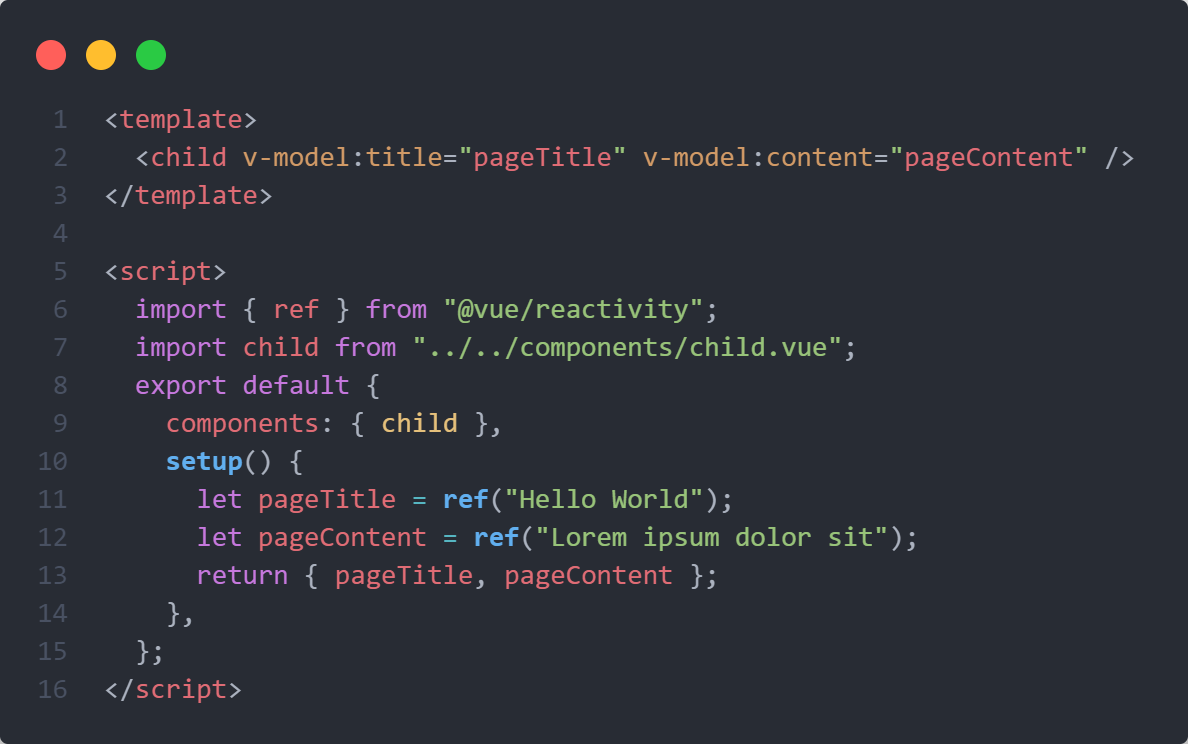 1 <template>
2   <child v-model:title="pageTitle" v-model:content="pageContent" />
3 </template>
4
5 <script>
6   import { ref } from "@vue/reactivity";
7   import child from "../../components/child.vue";
8   export default {
9     components: { child },
10     setup() {
11       let pageTitle = ref("Hello World");
12       let pageContent = ref("Lorem ipsum dolor sit");
13       return { pageTitle, pageContent };
14     },
15   };
16 </script>